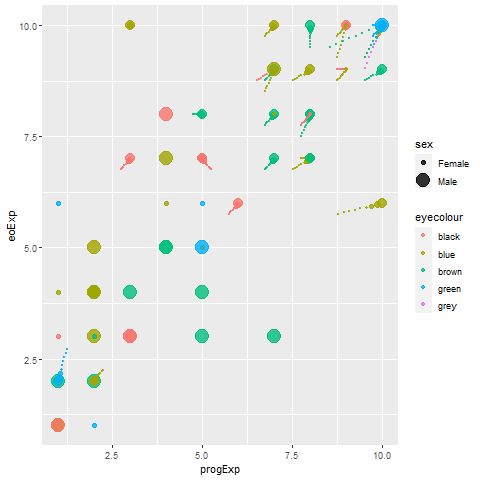 10.0
7.5
5.0
2.5
eoExp
2.5 5.0 7.5 10.0
progExp
sex
Female
Male
eyecolour
black
blue
brown
green
grey